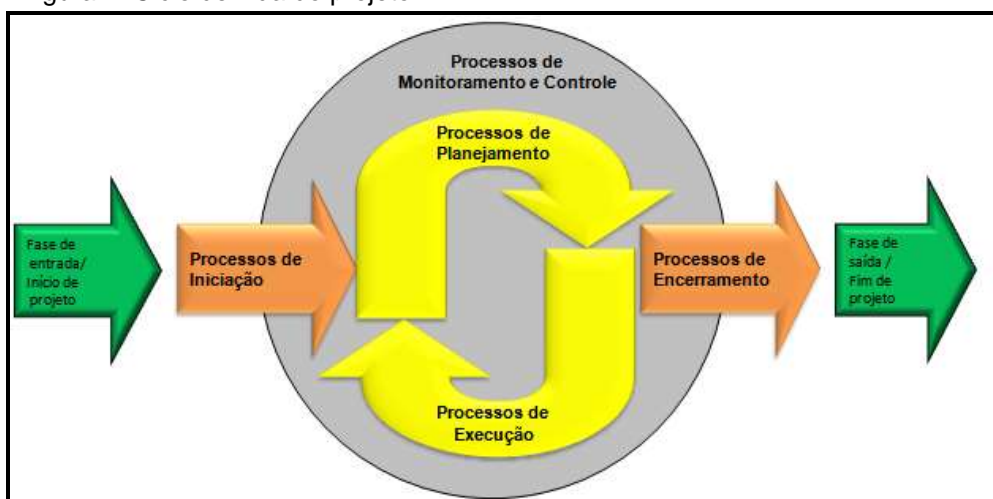 Processos de
Monitoramento e Controle
Processos de
Planejamento
Fase de
entrada/
Início de
projeto
Processos de
Iniciação
Processos de
Encerramento
Fase de
saída /
Fim de
projeto
Processos de
Execução